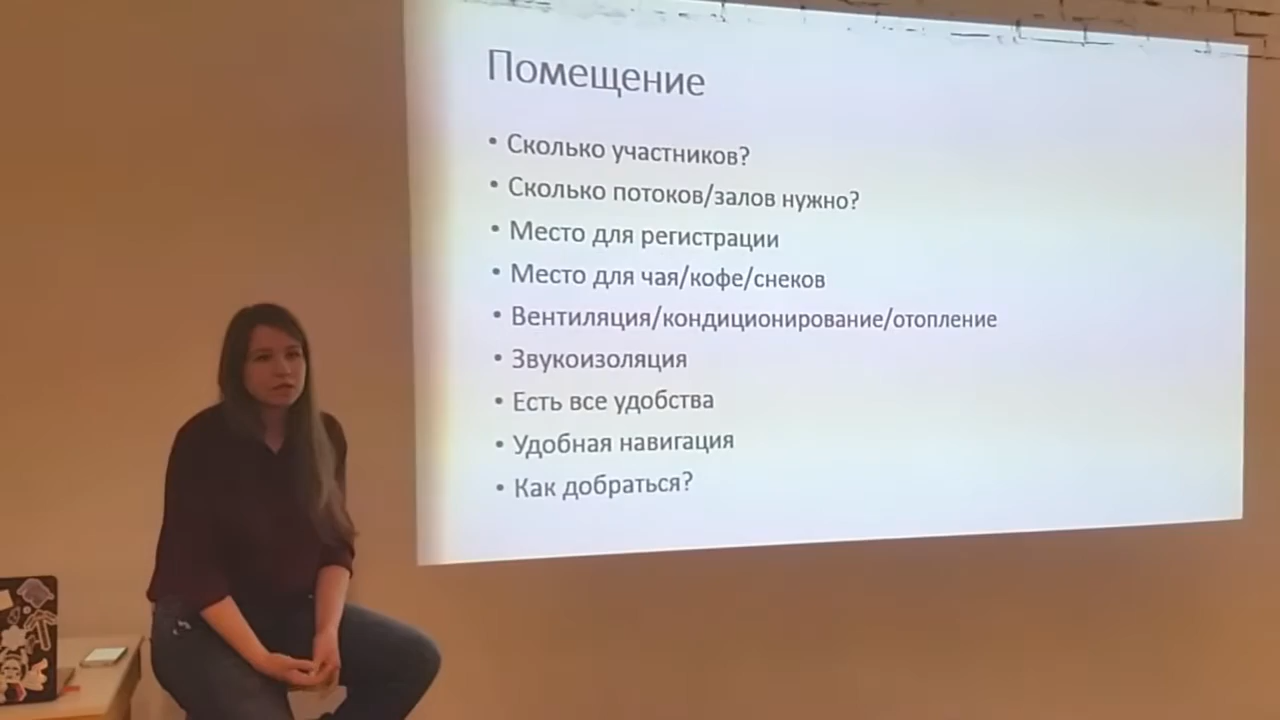 Помещение
• Сколько участников?
• Сколько потоков/залов нужно?
• Место для регистрации
• Место для чая/кофе/снеков
• Вентиляция/кондиционирование/отопление
• Звукоизоляция
• Есть все удобства
• Удобная навигация
• Как добраться?